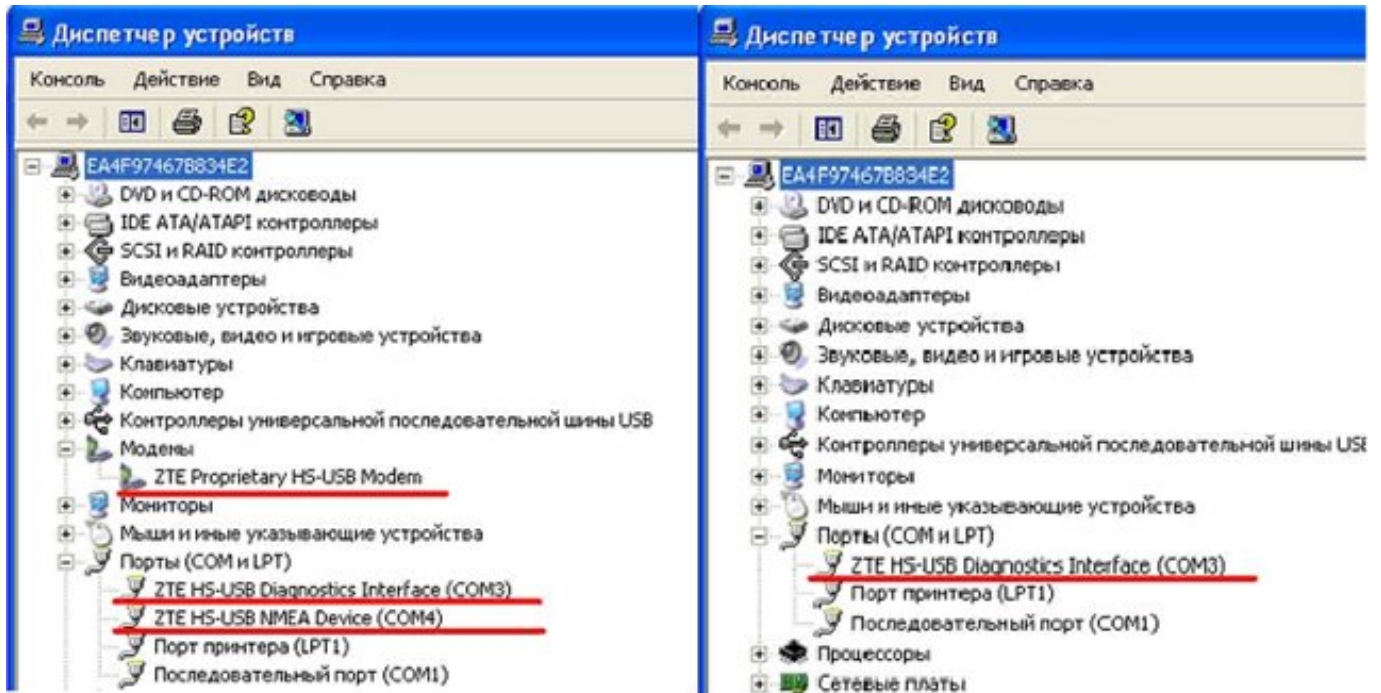 Диспетчер устройств
Консоль Действие Вид Справка
EA4F97467B834E2
DVD и CD-ROM дисководы
IDE ATA/ATAPI контроллеры
SCSI и RAID контроллеры
Видеоадаптеры
Дисковые устройства
Звуковые, видео и игровые устройства
Клавиатуры
Компьютер
Контроллеры универсальной последовательной шины USB
Модемы
ZTE Proprietary HS-USB Modem
Мониторы
Мыши и иные указывающие устройства
Порты (COM и LPT)
ZTE HS-USB Diagnostics Interface (COM3)
ZTE HS-USB NMEA Device (COM4)
Порт принтера (LPT1)
Последовательный порт (COM1)
Диспетчер устройств
Консоль Действие Вид Справка
EA4F97467B834E2
DVD и CD-ROM дисководы
IDE ATA/ATAPI контроллеры
SCSI и RAID контроллеры
Видеоадаптеры
Дисковые устройства
Звуковые, видео и игровые устройства
Клавиатуры
Компьютер
Контроллеры универсальной последовательной шины USB
Мониторы
Мыши и иные указывающие устройства
Порты (COM и LPT)
ZTE HS-USB Diagnostics Interface (COM3)
Порт принтера (LPT1)
Последовательный порт (COM1)
Процессоры
Сетевые платы